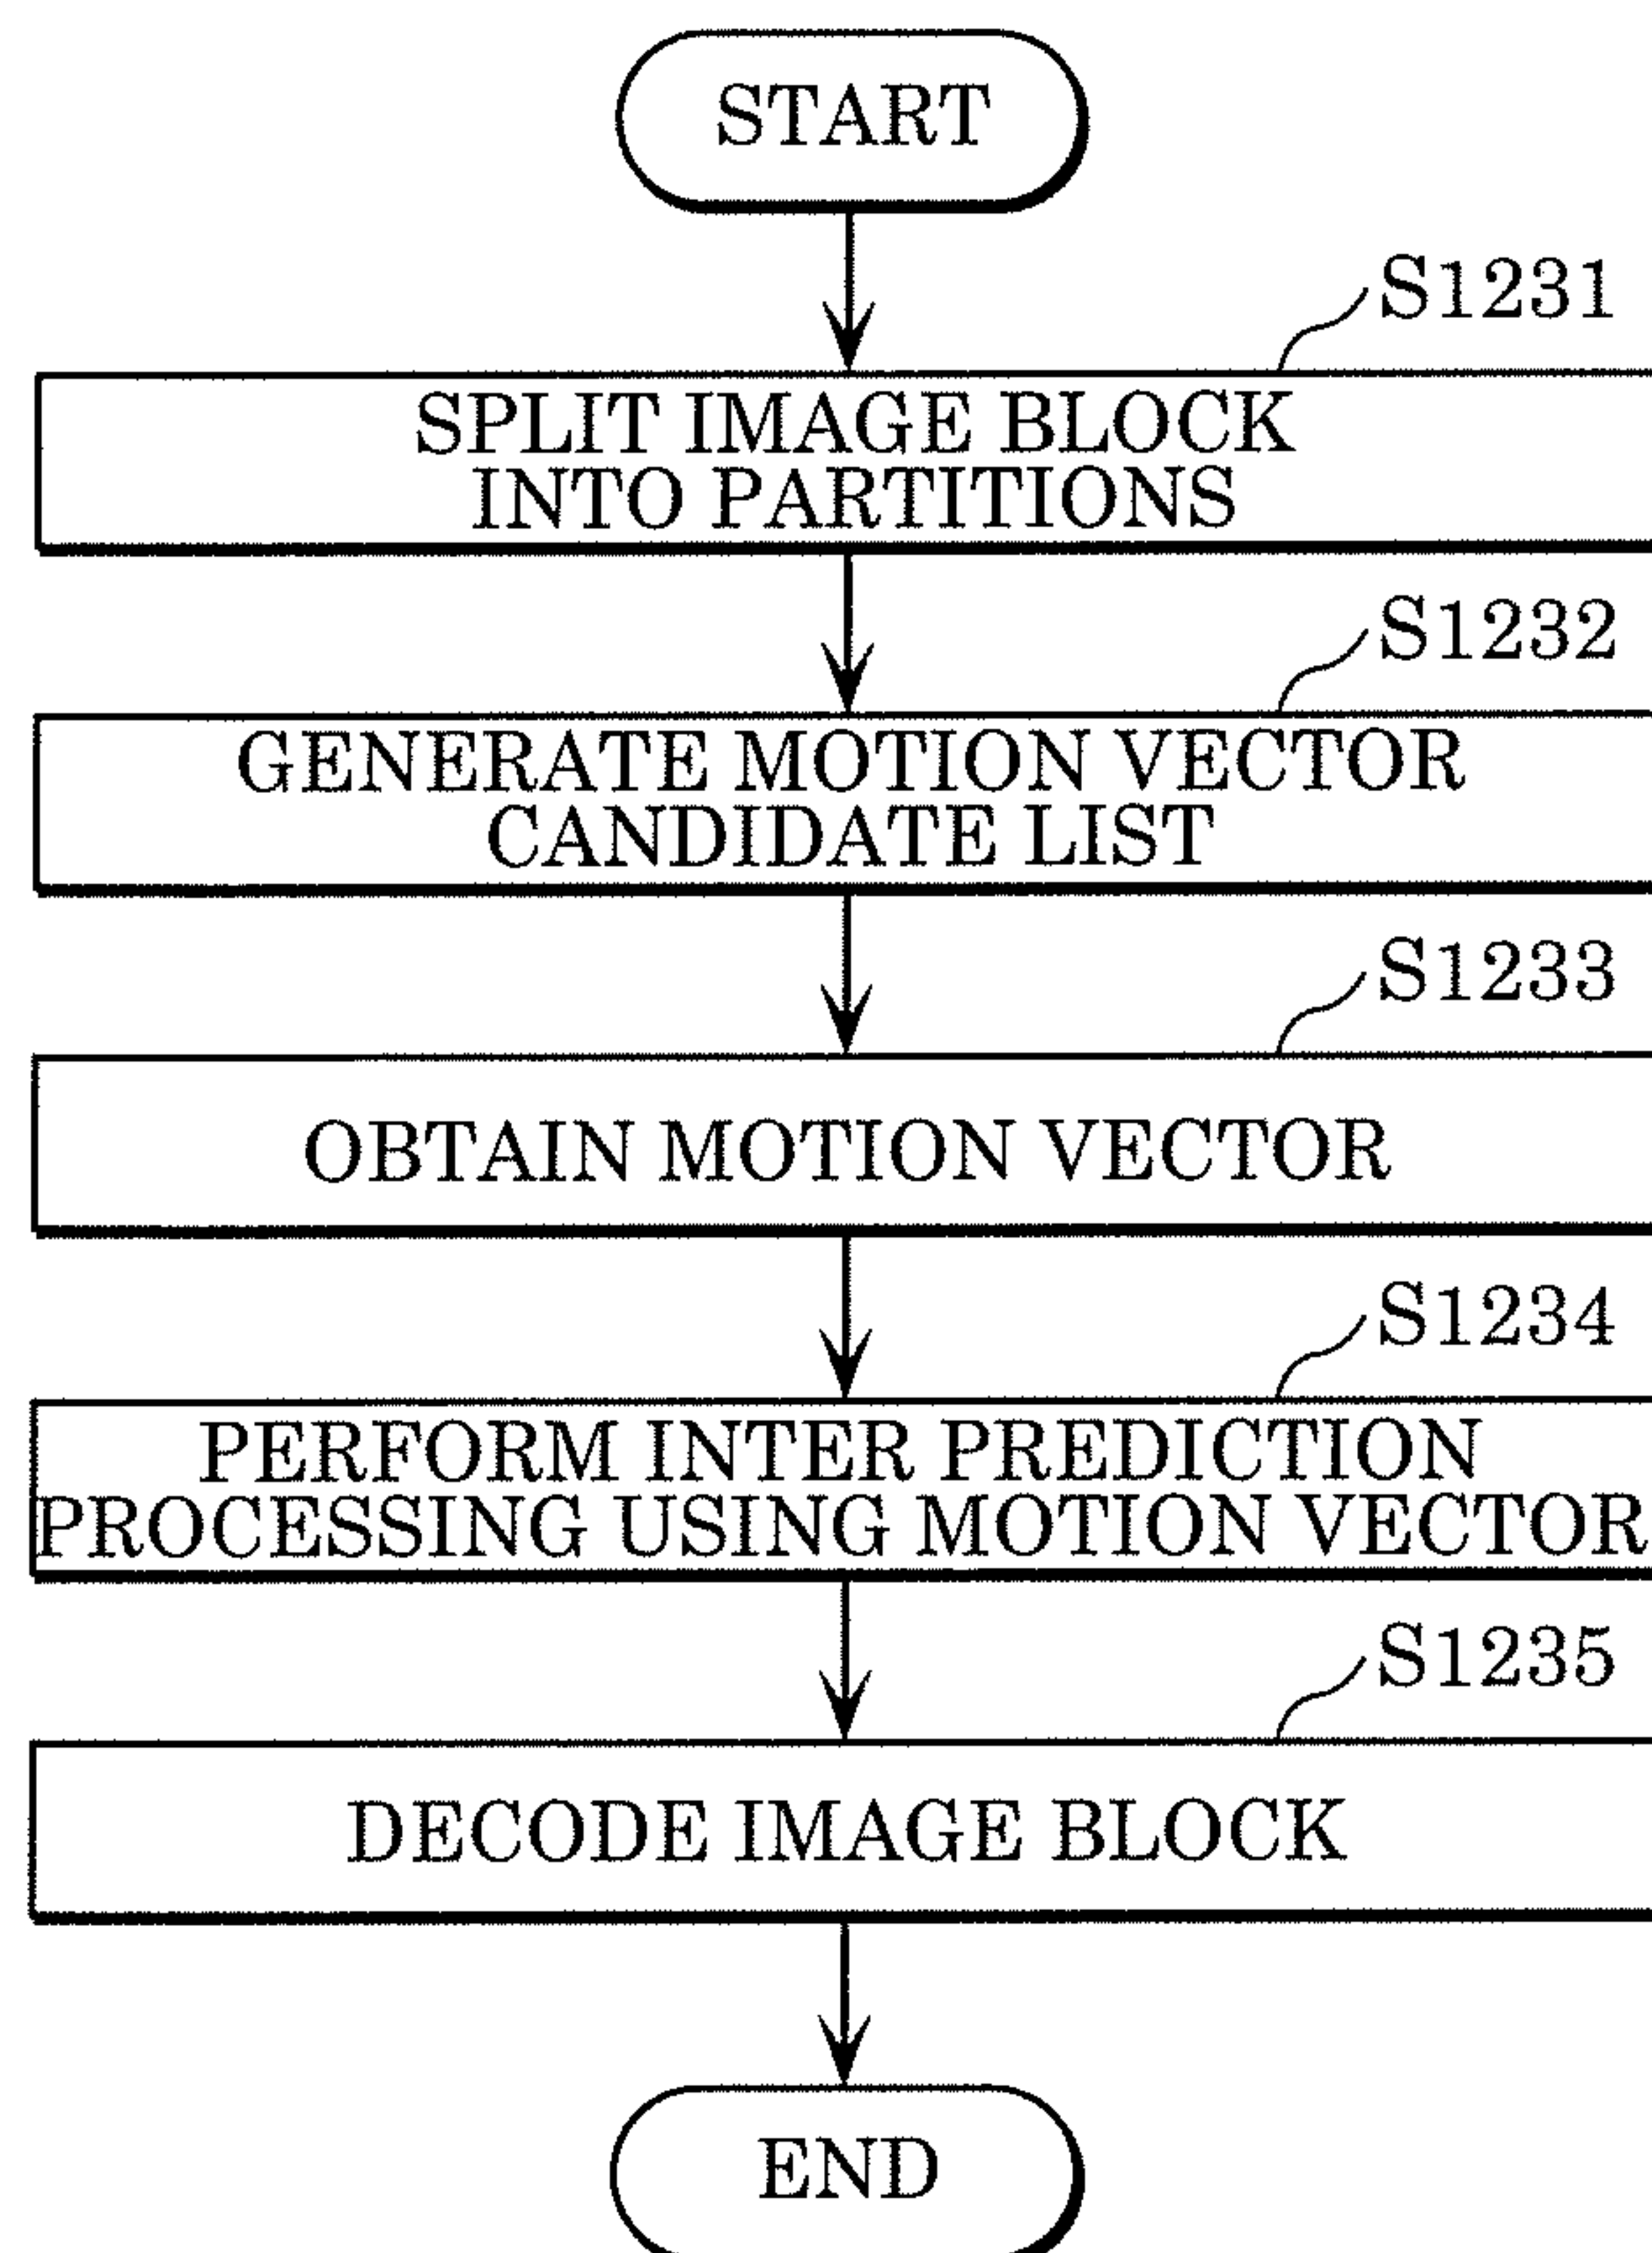 START
S1231
SPLIT IMAGE BLOCK
INTO PARTITIONS
S1232
GENERATE MOTION VECTOR
CANDIDATE LIST
S1233
OBTAIN MOTION VECTOR
S1234
PERFORM INTER PREDICTION
PROCESSING USING MOTION VECTOR
S1235
DECODE IMAGE BLOCK
END